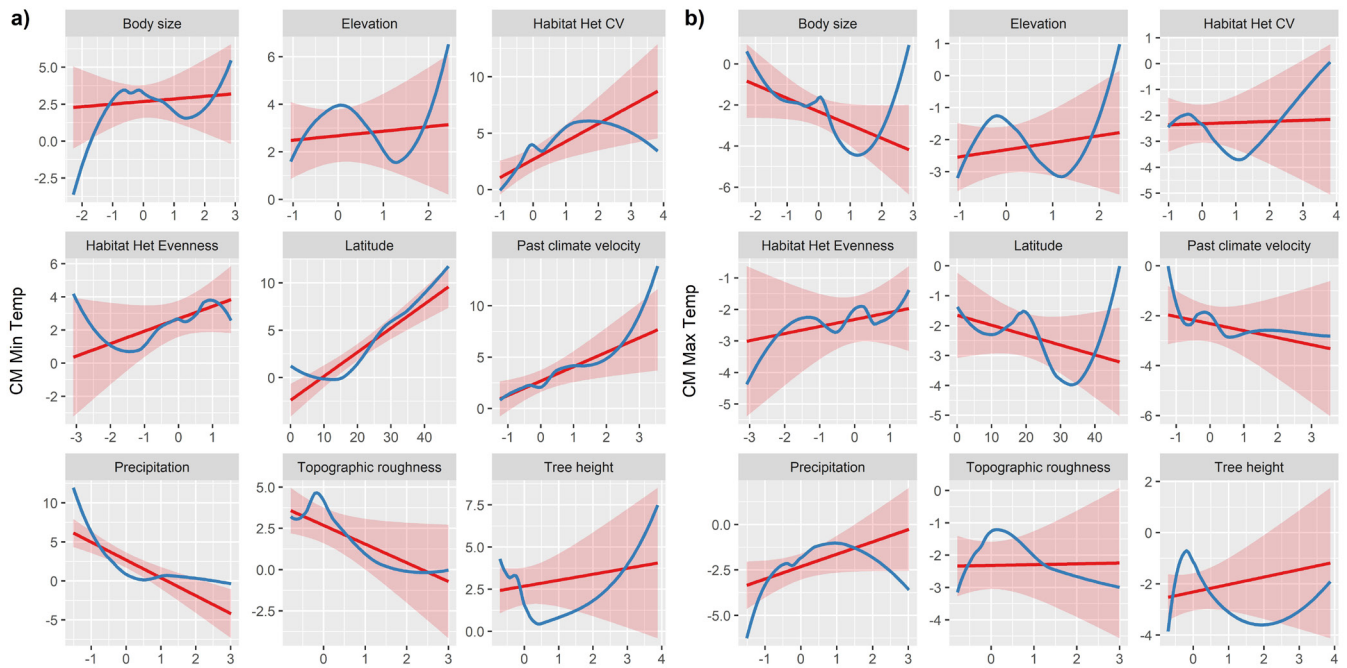 a)
CM Min Temp
Body size
5.0
2.5
0.0
-2.5
-2 -1 0 1 2 3
Elevation
6
4
2
0
-1 0 1 2
Habitat Het CV
10
5
0
-1 0 1 2 3 4
Habitat Het Evenness
6
4
2
0
-2
-3 -2 -1 0 1
Latitude
10
5
0
0 10 20 30 40
Past climate velocity
15
10
5
0
-1 0 1 2 3
Precipitation
10
5
0
-5
-1 0 1 2 3
Topographic roughness
5.0
2.5
0.0
-2.5
0 1 2 3
Tree height
7.5
5.0
2.5
0.0
0 1 2 3 4
b)
CM Max Temp
Body size
0
-2
-4
-6
-2 -1 0 1 2 3
Elevation
1
0
-1
-2
-3
-1 0 1 2
Habitat Het CV
1
0
-1
-2
-3
-4
-5
-1 0 1 2 3 4
Habitat Het Evenness
-1
-2
-3
-4
-5
-3 -2 -1 0 1
Latitude
0
-1
-2
-3
-4
-5
0 10 20 30 40
Past climate velocity
0
-2
-4
-6
-1 0 1 2 3
Precipitation
0.0
-2.5
-5.0
-1 0 1 2 3
Topographic roughness
0
-1
-2
-3
-4
0 1 2 3
Tree height
2
0
-2
-4
0 1 2 3 4